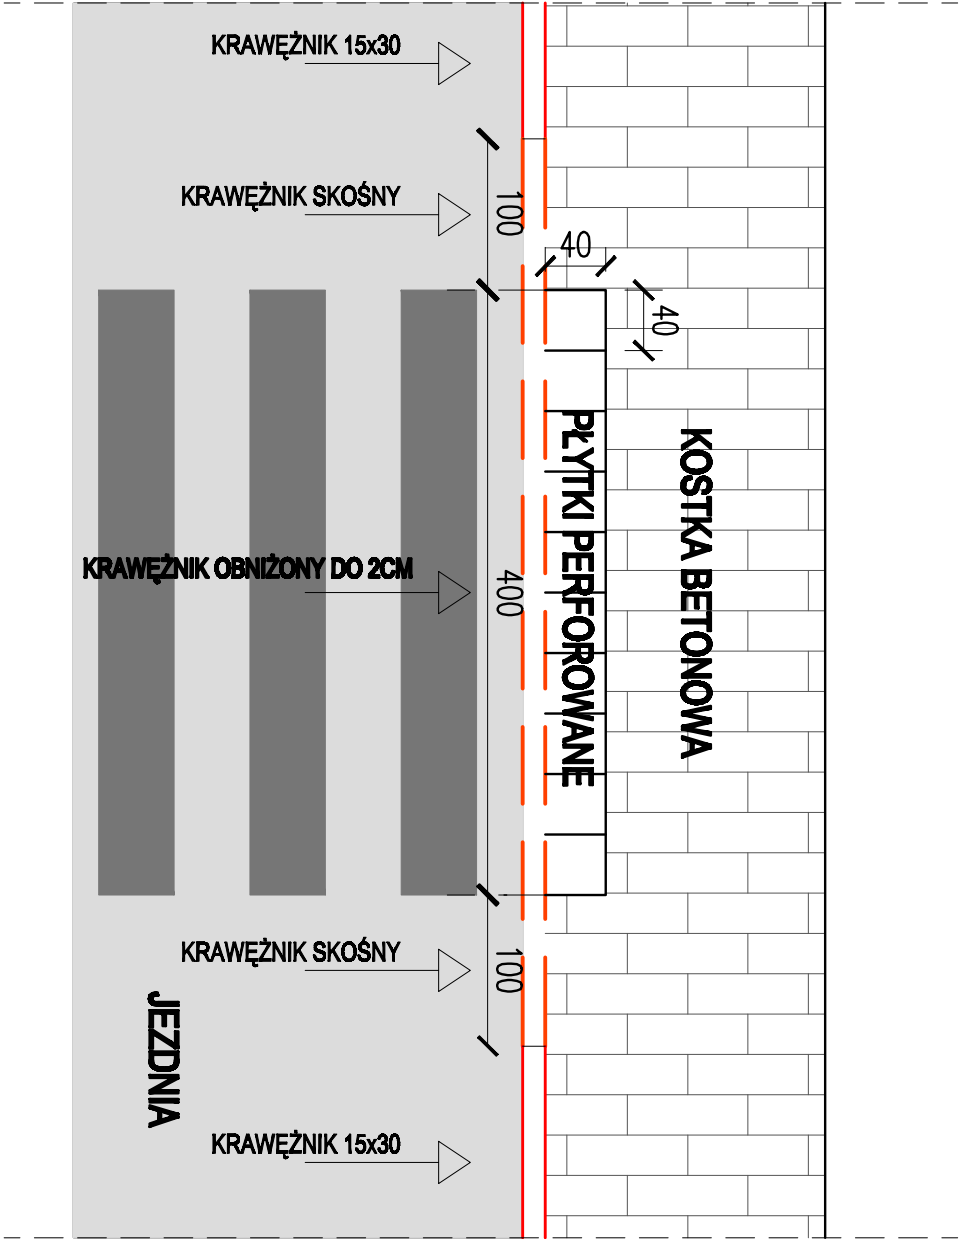 KRAWĘŻNIK 15x30
KRAWĘŻNIK SKOŚNY
100
40
40
PŁYTKI PERFOROWANE
KOSTKA BETONOWA
KRAWĘŻNIK OBNIŻONY DO 2CM
400
KRAWĘŻNIK SKOŚNY
100
JEZDNIA
KRAWĘŻNIK 15x30